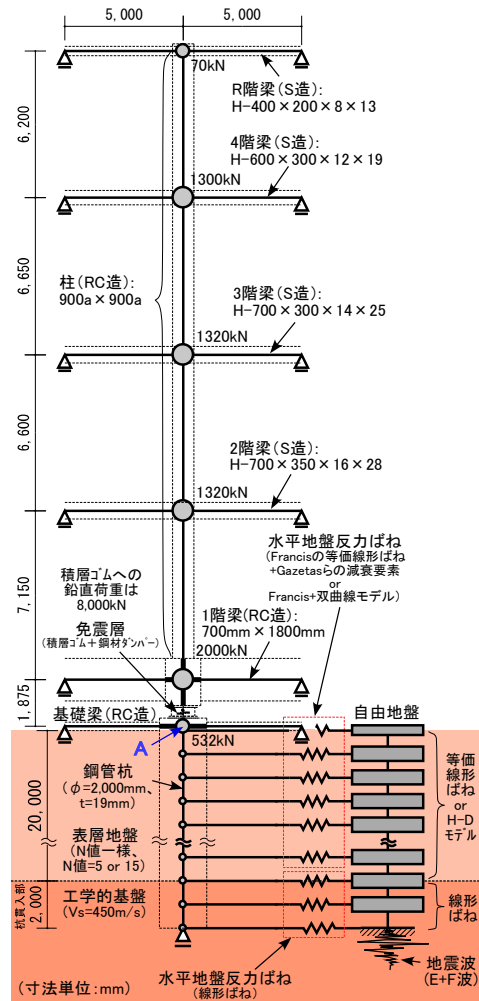 5,000
5,000
70kN
R階梁(S造):
H-400×200×8×13
6,200
4階梁(S造):
H-600×300×12×19
1300kN
柱(RC造):
900a×900a
6,650
3階梁(S造):
H-700×300×14×25
1320kN
6,600
2階梁(S造):
H-700×350×16×28
1320kN
水平地盤反力ばね
(Francisの等価線形ばね
+Gazetasらの減衰要素
or
Francis+双曲線モデル)
積層ゴムへの
鉛直荷重は
8,000kN
7,150
免震層
(積層ゴム+鋼材ダンパー)
1階梁(RC造):
700mm×1800mm
2000kN
1,875
基礎梁(RC造)
自由地盤
A
532kN
鋼管杭
(φ=2,000mm、
t=19mm)
等価
線形ばね
or
H-D
モデル
20,000
表層地盤
(N値一様、
N値=5 or 15)
杭貫入部
2,000
工学的基盤
(Vs=450m/s)
線形
ばね
水平地盤反力ばね
(線形ばね)
地震波
(E+F波)
(寸法単位:mm)